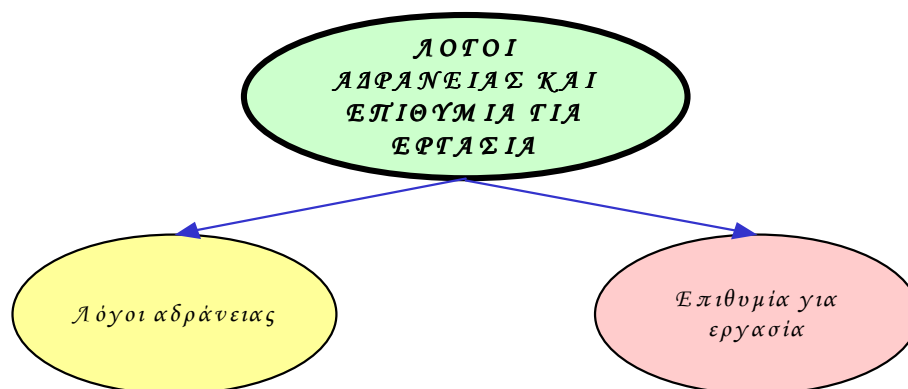 ΛΟΓΟΙ
ΑΔΡΑΝΕΙΑΣ ΚΑΙ
ΕΠΙΘΥΜΙΑ ΓΙΑ
ΕΡΓΑΣΙΑ
Λόγοι αδράνειας
Επιθυμία για
εργασία